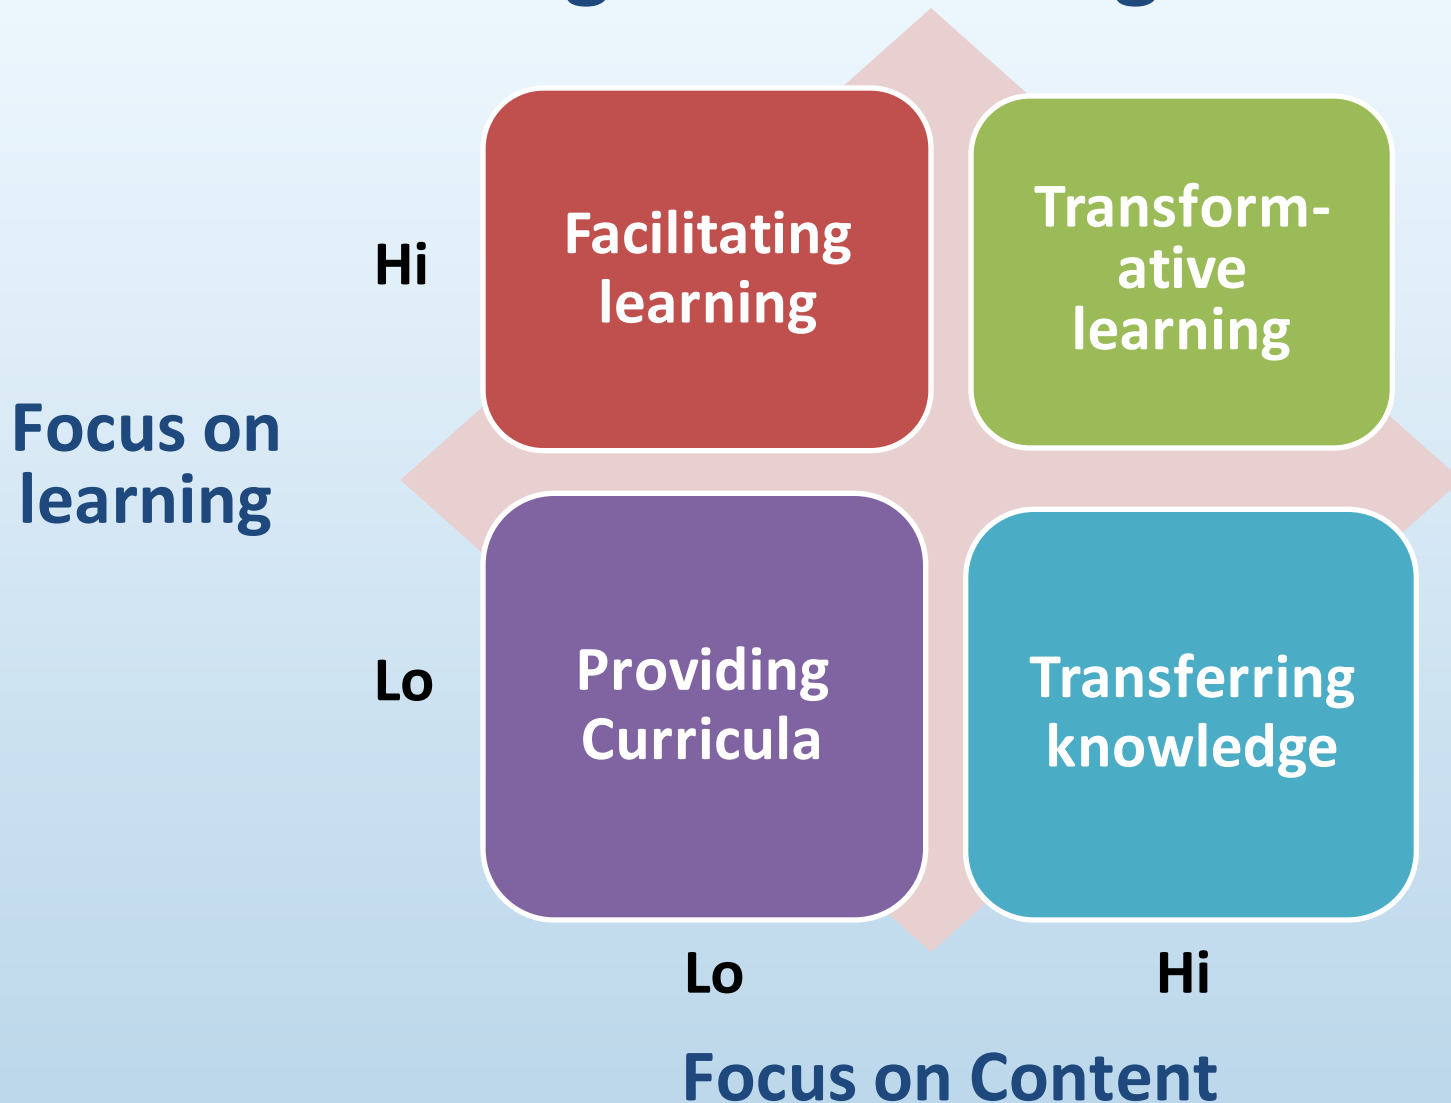 Hi
Facilitating
learning
Transform-
ative
learning
Focus on
learning
Lo
Providing
Curricula
Transferring
knowledge
Lo
Hi
Focus on Content